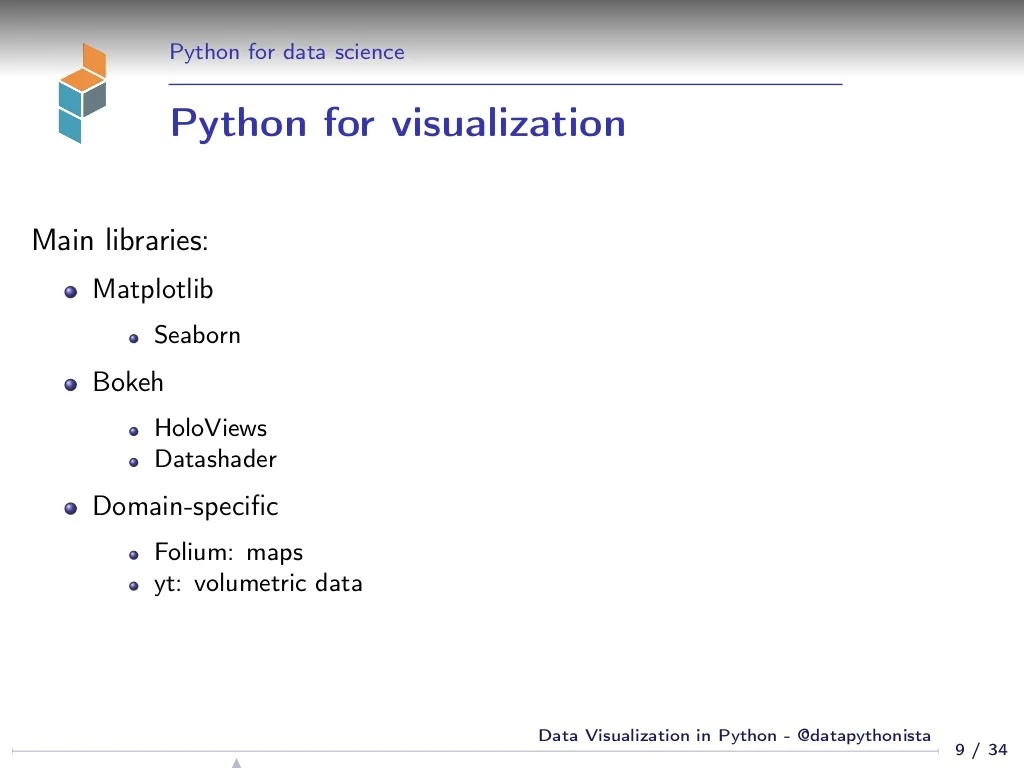 Python for data science
Python for visualization
Main libraries:
Matplotlib
Seaborn
Bokeh
HoloViews
Datashader
Domain-specific
Folium: maps
yt: volumetric data
Data Visualization in Python - @datapythonista
9 / 34